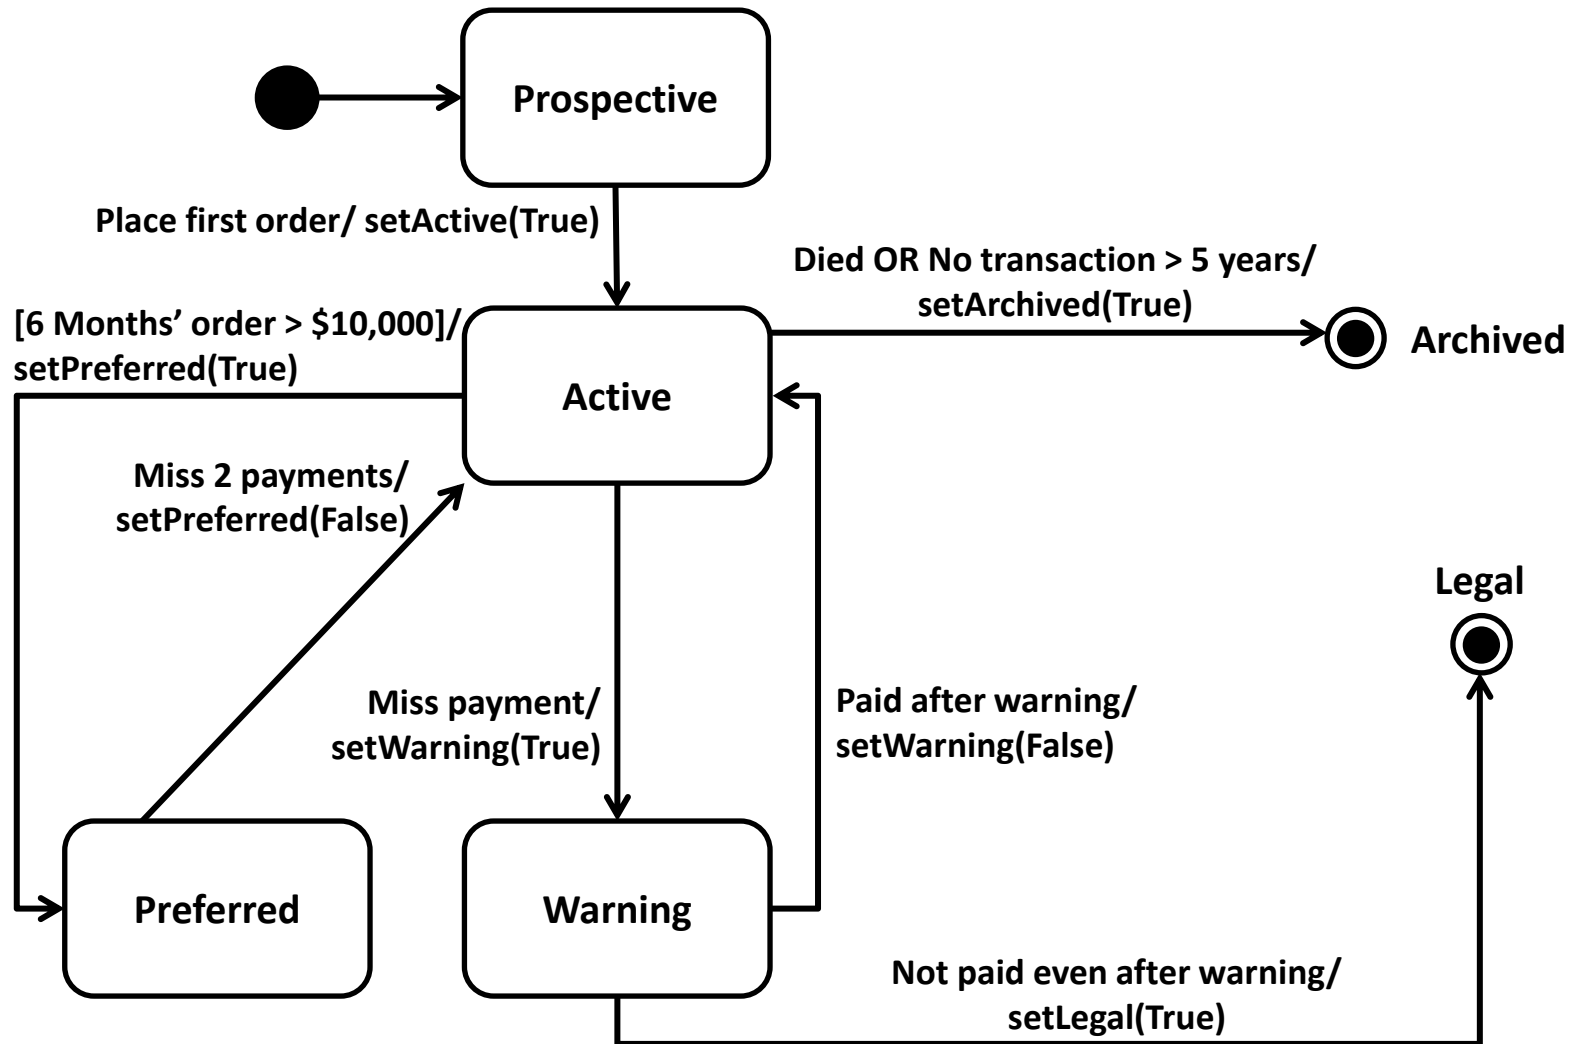 Prospective
Place first order/ setActive(True)
Died OR No transaction > 5 years/
setArchived(True)
[6 Months’ order > $10,000]/
setPreferred(True)
Archived
Active
Miss 2 payments/
setPreferred(False)
Legal
Miss payment/
setWarning(True)
Paid after warning/
setWarning(False)
Preferred
Warning
Not paid even after warning/
setLegal(True)